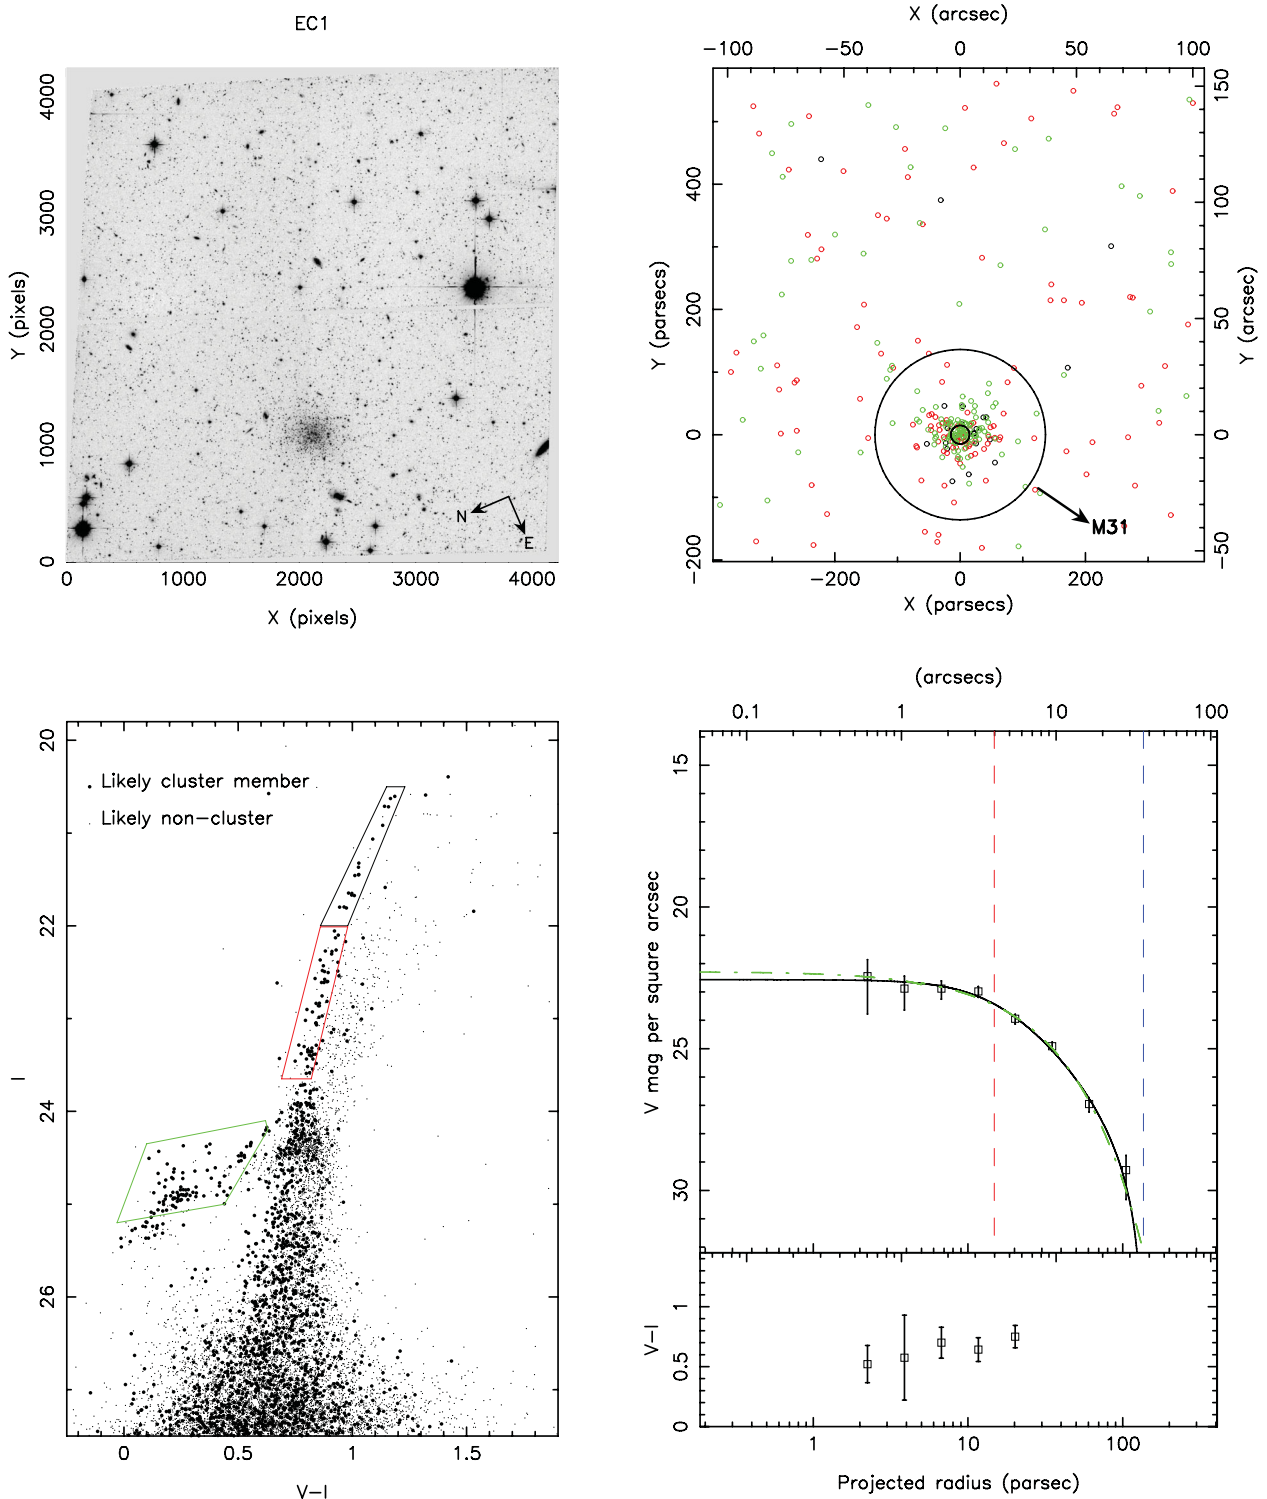 EC1
4000
3000
2000
1000
0
Y (pixels)
0 1000 2000 3000 4000
X (pixels)
N
E
X (arcsec)
−100 −50 0 50 100
400
200
0
−200
Y (parsecs)
150
100
50
0
−50
Y (arcsec)
M31
−200 0 200
X (parsecs)
20
22
24
26
I
Likely cluster member
Likely non−cluster
0 0.5 1 1.5
V−I
(arcsecs)
0.1 1 10 100
15
20
25
30
V mag per square arcsec
1
0.5
0
V−I
1 10 100
Projected radius (parsec)